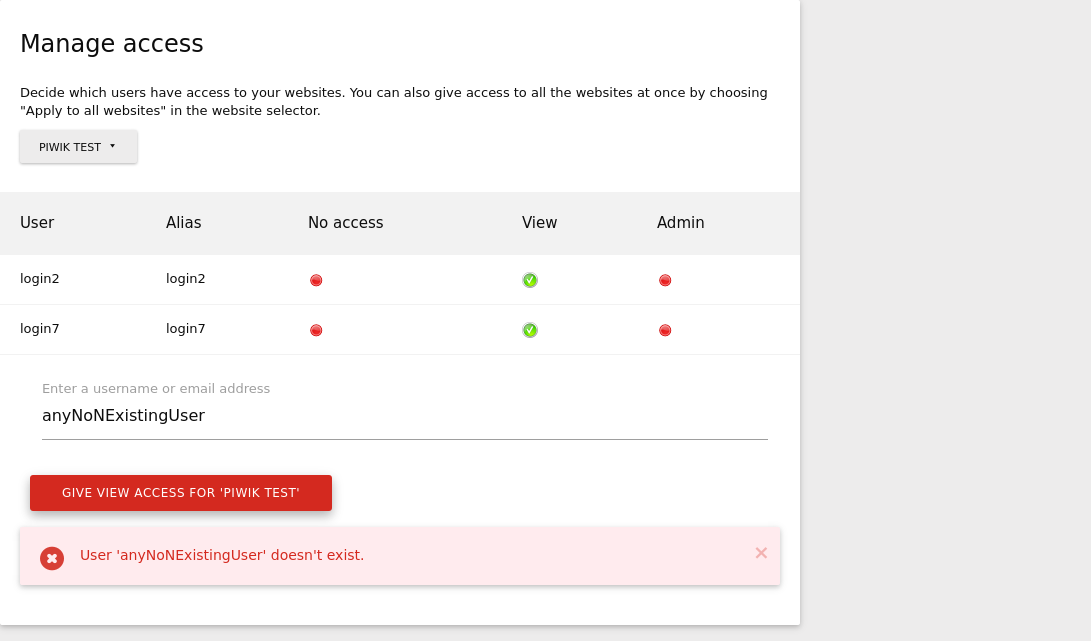 Manage access
Decide which users have access to your websites. You can also give access to all the websites at once by choosing
"Apply to all websites" in the website selector.
PIWIK TEST
User Alias No access View Admin
login2 login2
login7 login7
Enter a username or email address
anyNoNExistingUser
GIVE VIEW ACCESS FOR 'PIWIK TEST'
User 'anyNoNExistingUser' doesn't exist.